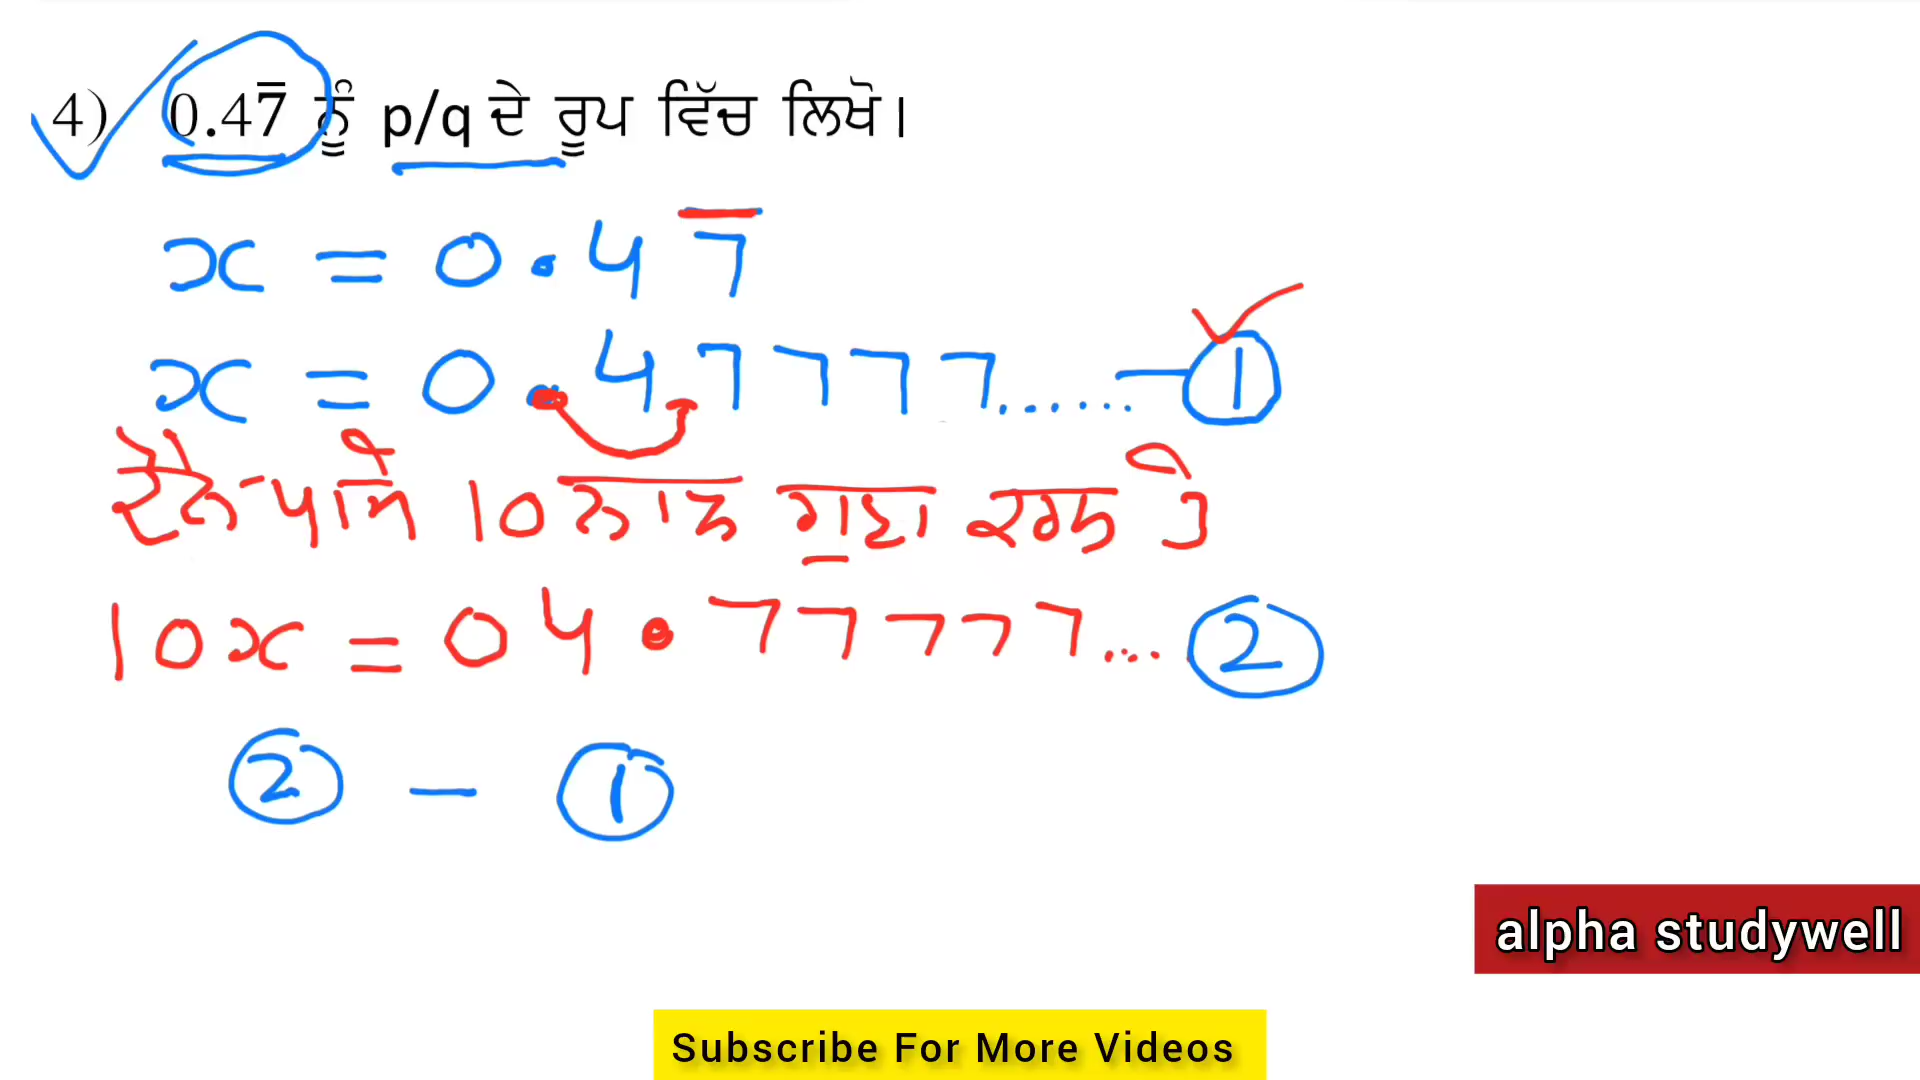 4) 0.47̅ ਨੂੰ p/q ਦੇ ਰੂਪ ਵਿੱਚ ਲਿਖੋ।
x = 0.47̅
x = 0.47777...... — ①
10 ਨਾਲ ਗੁਣਾ
10x = 04.77777... ②
② — ①
alpha studywell
Subscribe For More Videos